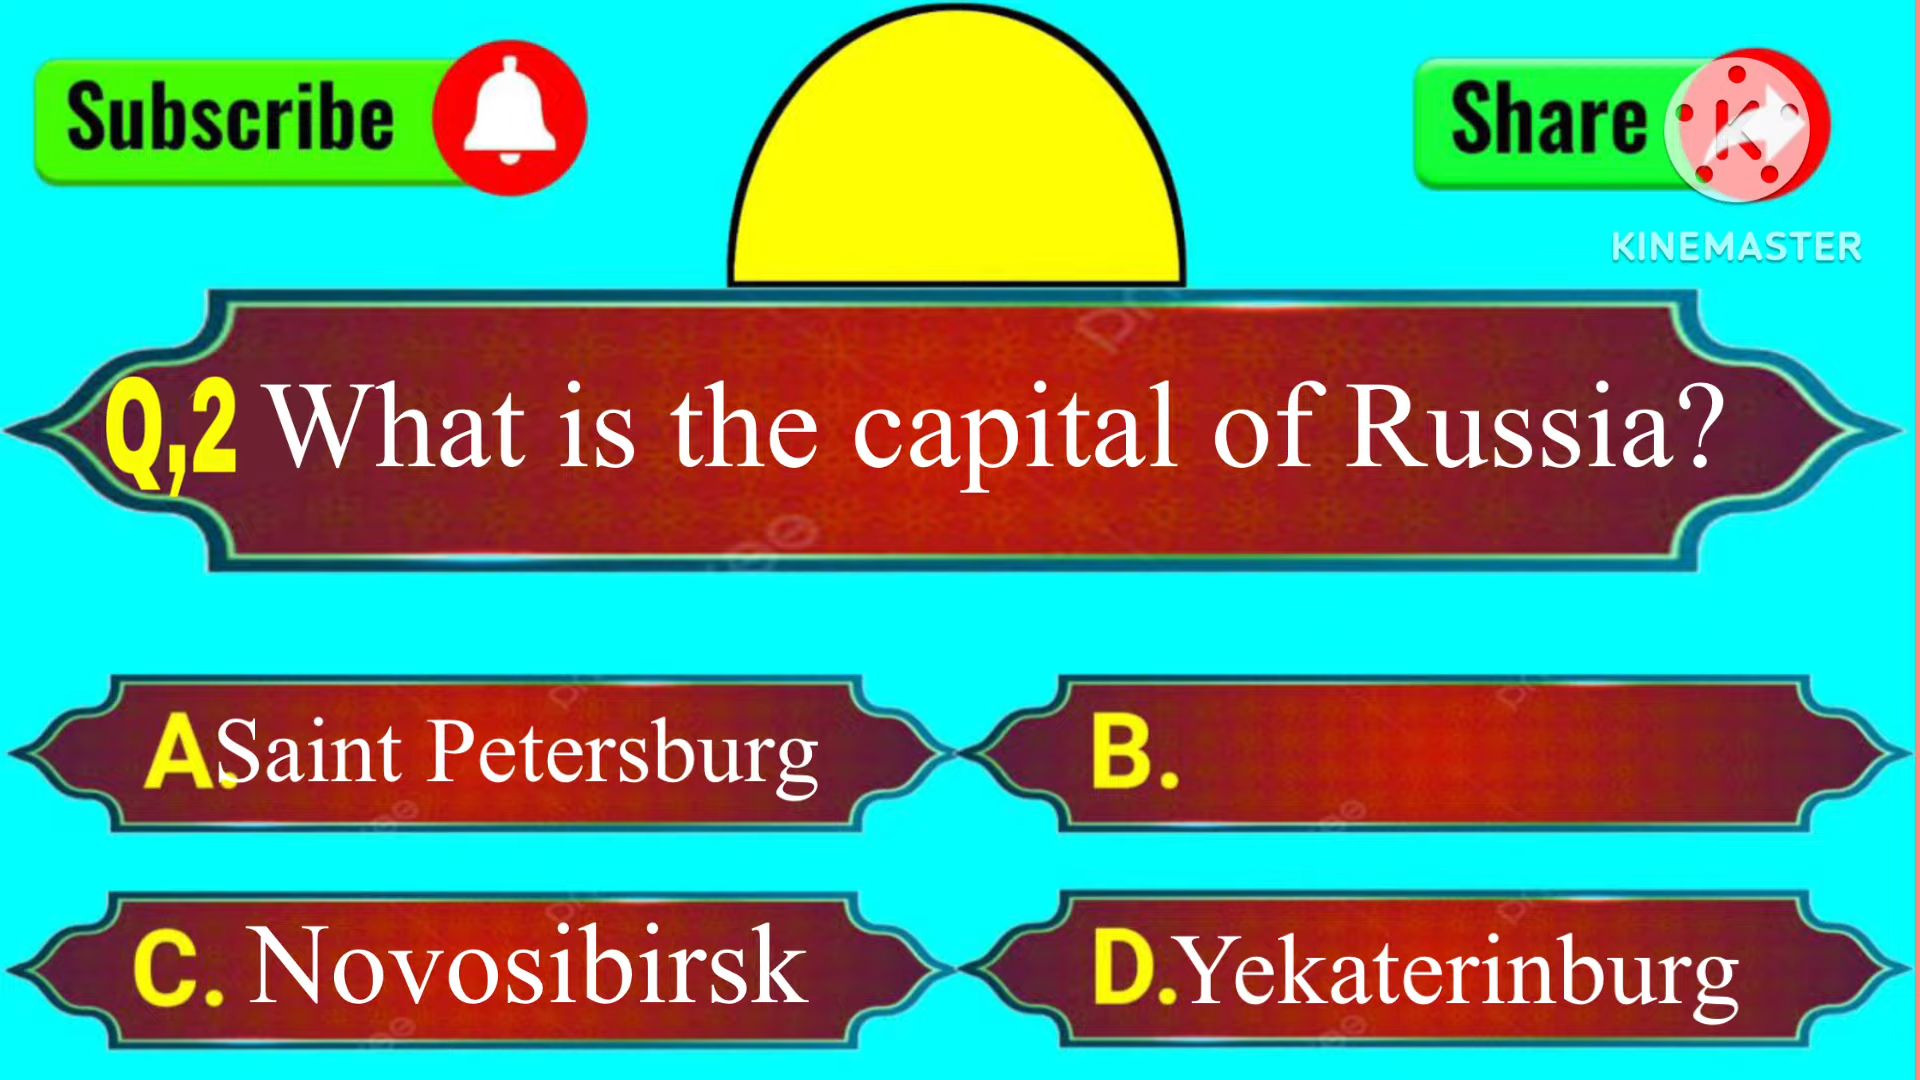 Subscribe
Share
KINEMASTER
Q,2 What is the capital of Russia?
A. Saint Petersburg
B.
C. Novosibirsk
D. Yekaterinburg